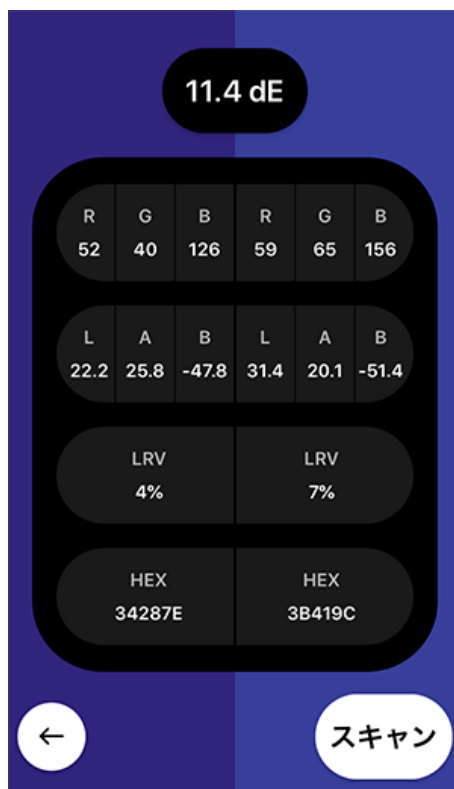 11.4 dE
R G B R G B
52 40 126 59 65 156
L A B L A B
22.2 25.8 -47.8 31.4 20.1 -51.4
LRV LRV
4% 7%
HEX HEX
34287E 3B419C
← スキャン